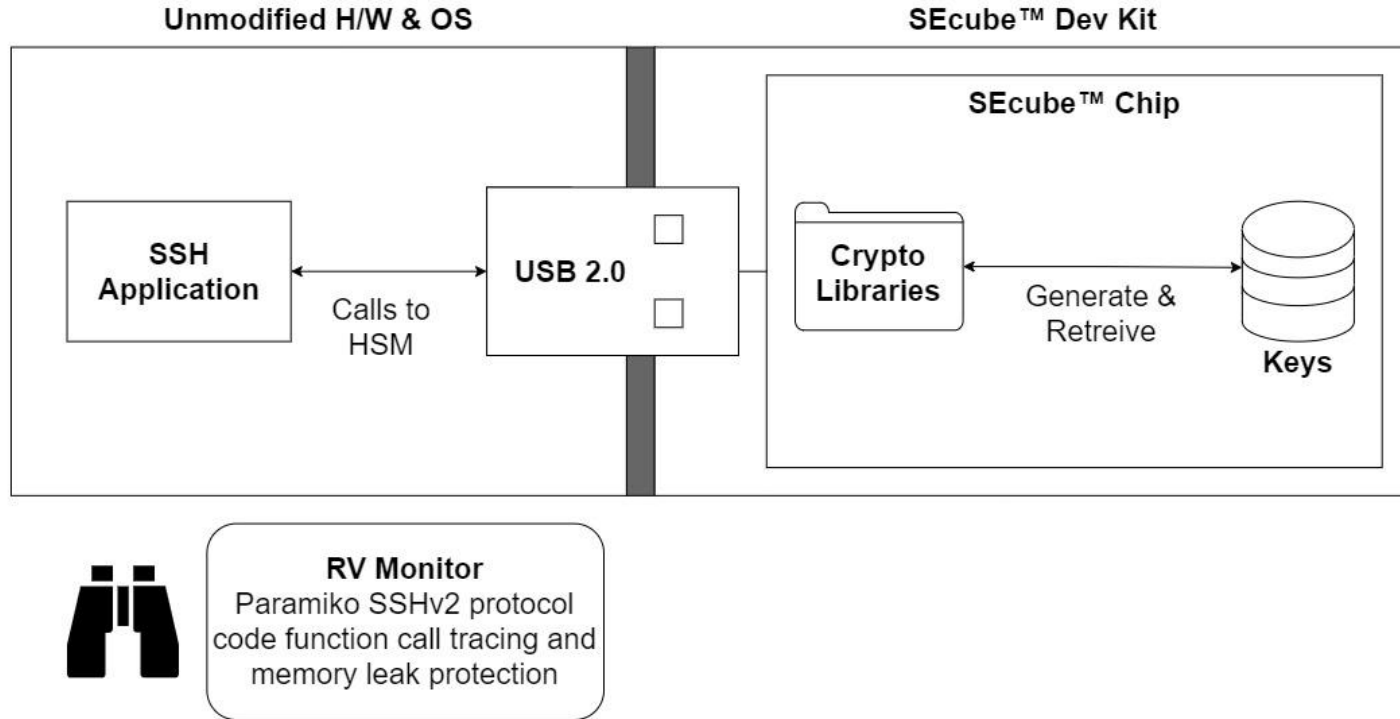 Unmodified H/W & OS
SEcube™ Dev Kit
SEcube™ Chip
SSH
Application
Calls to
HSM
USB 2.0
Crypto
Libraries
Generate &
Retreive
Keys
RV Monitor
Paramiko SSHv2 protocol
code function call tracing and
memory leak protection